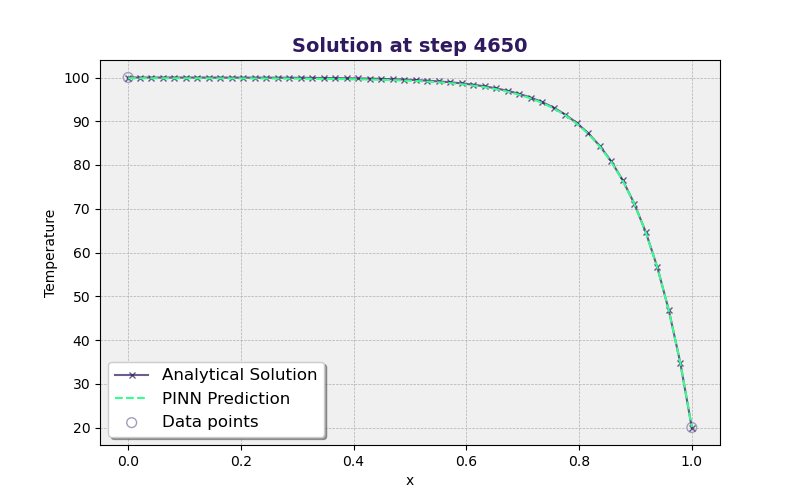 Solution at step 4650
Temperature
100
90
80
70
60
50
40
30
20
Analytical Solution
PINN Prediction
Data points
0.0 0.2 0.4 0.6 0.8 1.0
x